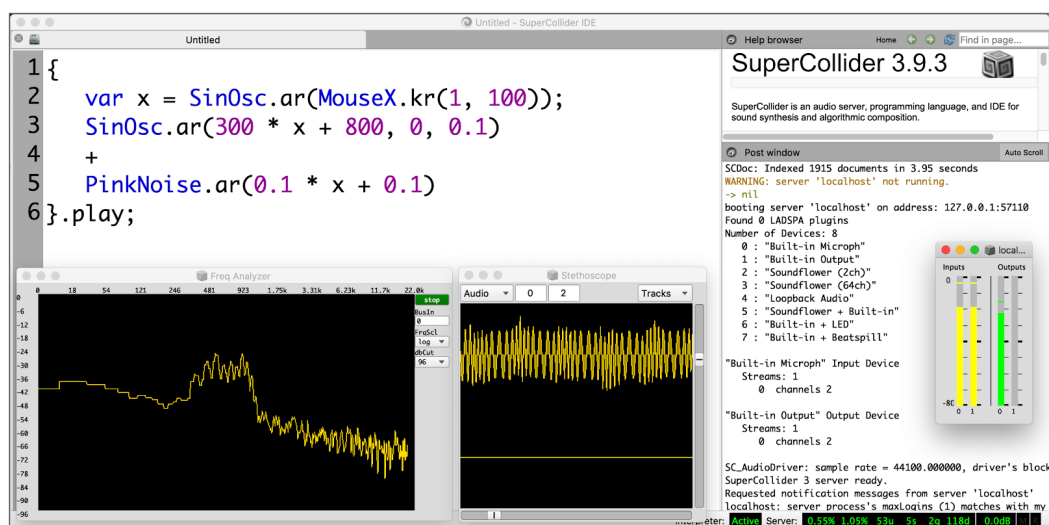 Untitled - SuperCollider IDE
Untitled
1 {
2 var x = SinOsc.ar(MouseX.kr(1, 100));
3 SinOsc.ar(300 * x + 800, 0, 0.1)
4 +
5 PinkNoise.ar(0.1 * x + 0.1)
6 }.play;
Freq Analyzer
0 18 54 121 246 481 923 1.75k 3.31k 6.23k 11.7k 22.0k
0
-6
-12
-18
-24
-30
-36
-42
-48
-54
-60
-66
-72
-78
-84
-90
-96
stop
BusIn
0
FrqScl
log
dbCut
96
Stethoscope
Audio 0 2 Tracks
Help browser Home Find in page...
SuperCollider 3.9.3
SuperCollider is an audio server, programming language, and IDE for
sound synthesis and algorithmic composition.
Post window Auto Scroll
SCDoc: Indexed 1915 documents in 3.95 seconds
WARNING: server 'localhost' not running.
-> nil
booting server 'localhost' on address: 127.0.0.1:57110
Found 0 LADSPA plugins
Number of Devices: 8
0 : "Built-in Microph"
1 : "Built-in Output"
2 : "Soundflower (2ch)"
3 : "Soundflower (64ch)"
4 : "Loopback Audio"
5 : "Soundflower + Built-in"
6 : "Built-in + LED"
7 : "Built-in + Beatspill"
"Built-in Microph" Input Device
Streams: 1
0 channels 2
"Built-in Output" Output Device
Streams: 1
0 channels 2
SC_AudioDriver: sample rate = 44100.000000, driver's block
SuperCollider 3 server ready.
Requested notification messages from server 'localhost'
localhost: server process's maxLogins (1) matches with my
local...
Inputs Outputs
0
-80
0 1 0 1
Interpreter: Active Server: 0.55% 1.05% 53u 5s 2g 118d 0.0dB